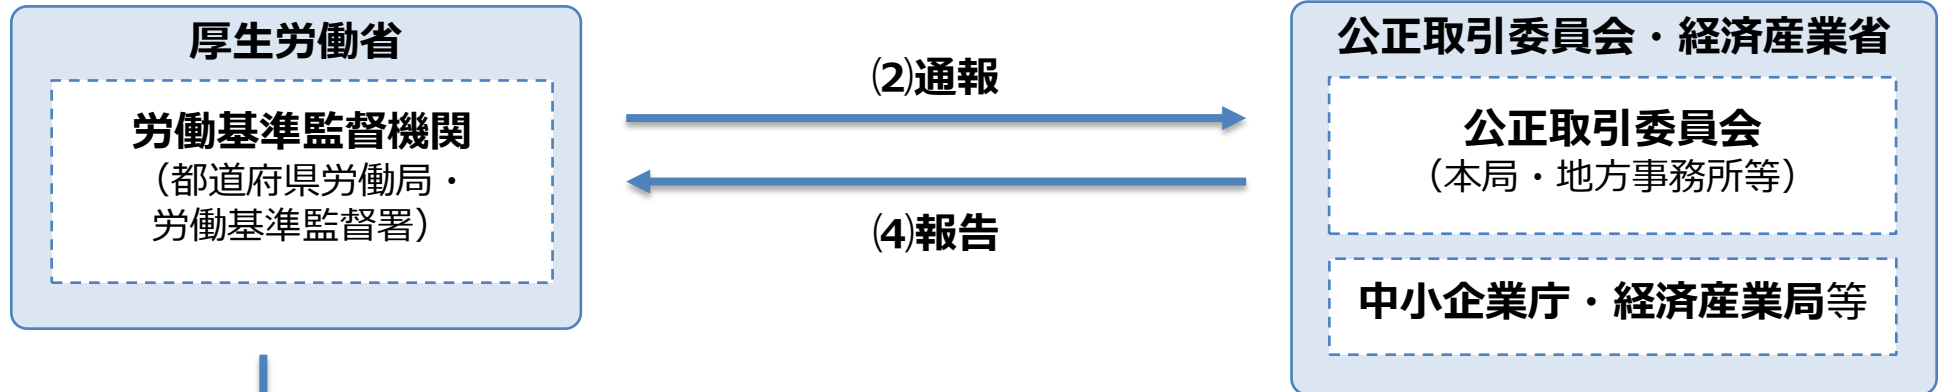 厚生労働省
労働基準監督機関
（都道府県労働局・
労働基準監督署）
⑵通報
⑷報告
公正取引委員会・経済産業省
公正取引委員会
（本局・地方事務所等）
中小企業庁・経済産業局等